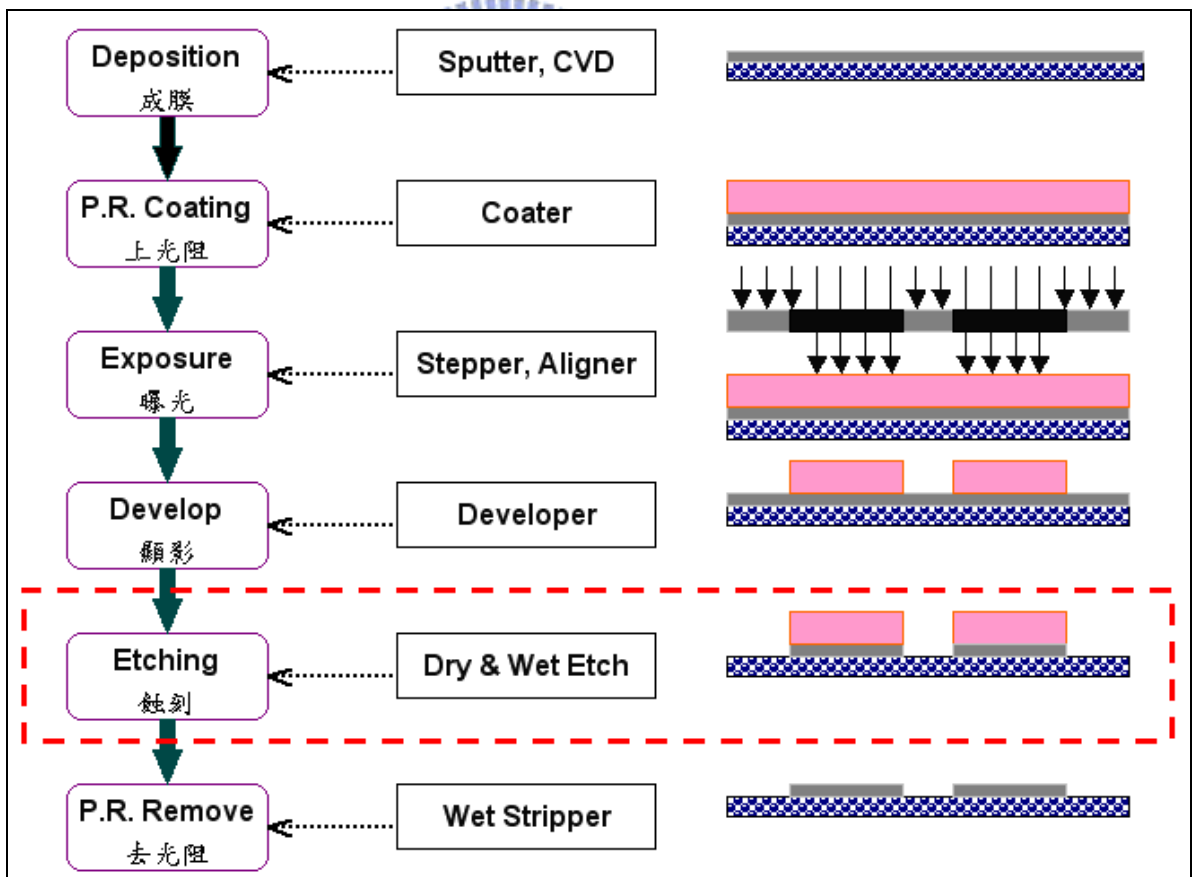 Deposition
成膜
Sputter, CVD
P.R. Coating
上光阻
Coater
Exposure
曝光
Stepper, Aligner
Develop
顯影
Developer
Etching
蝕刻
Dry & Wet Etch
P.R. Remove
去光阻
Wet Stripper